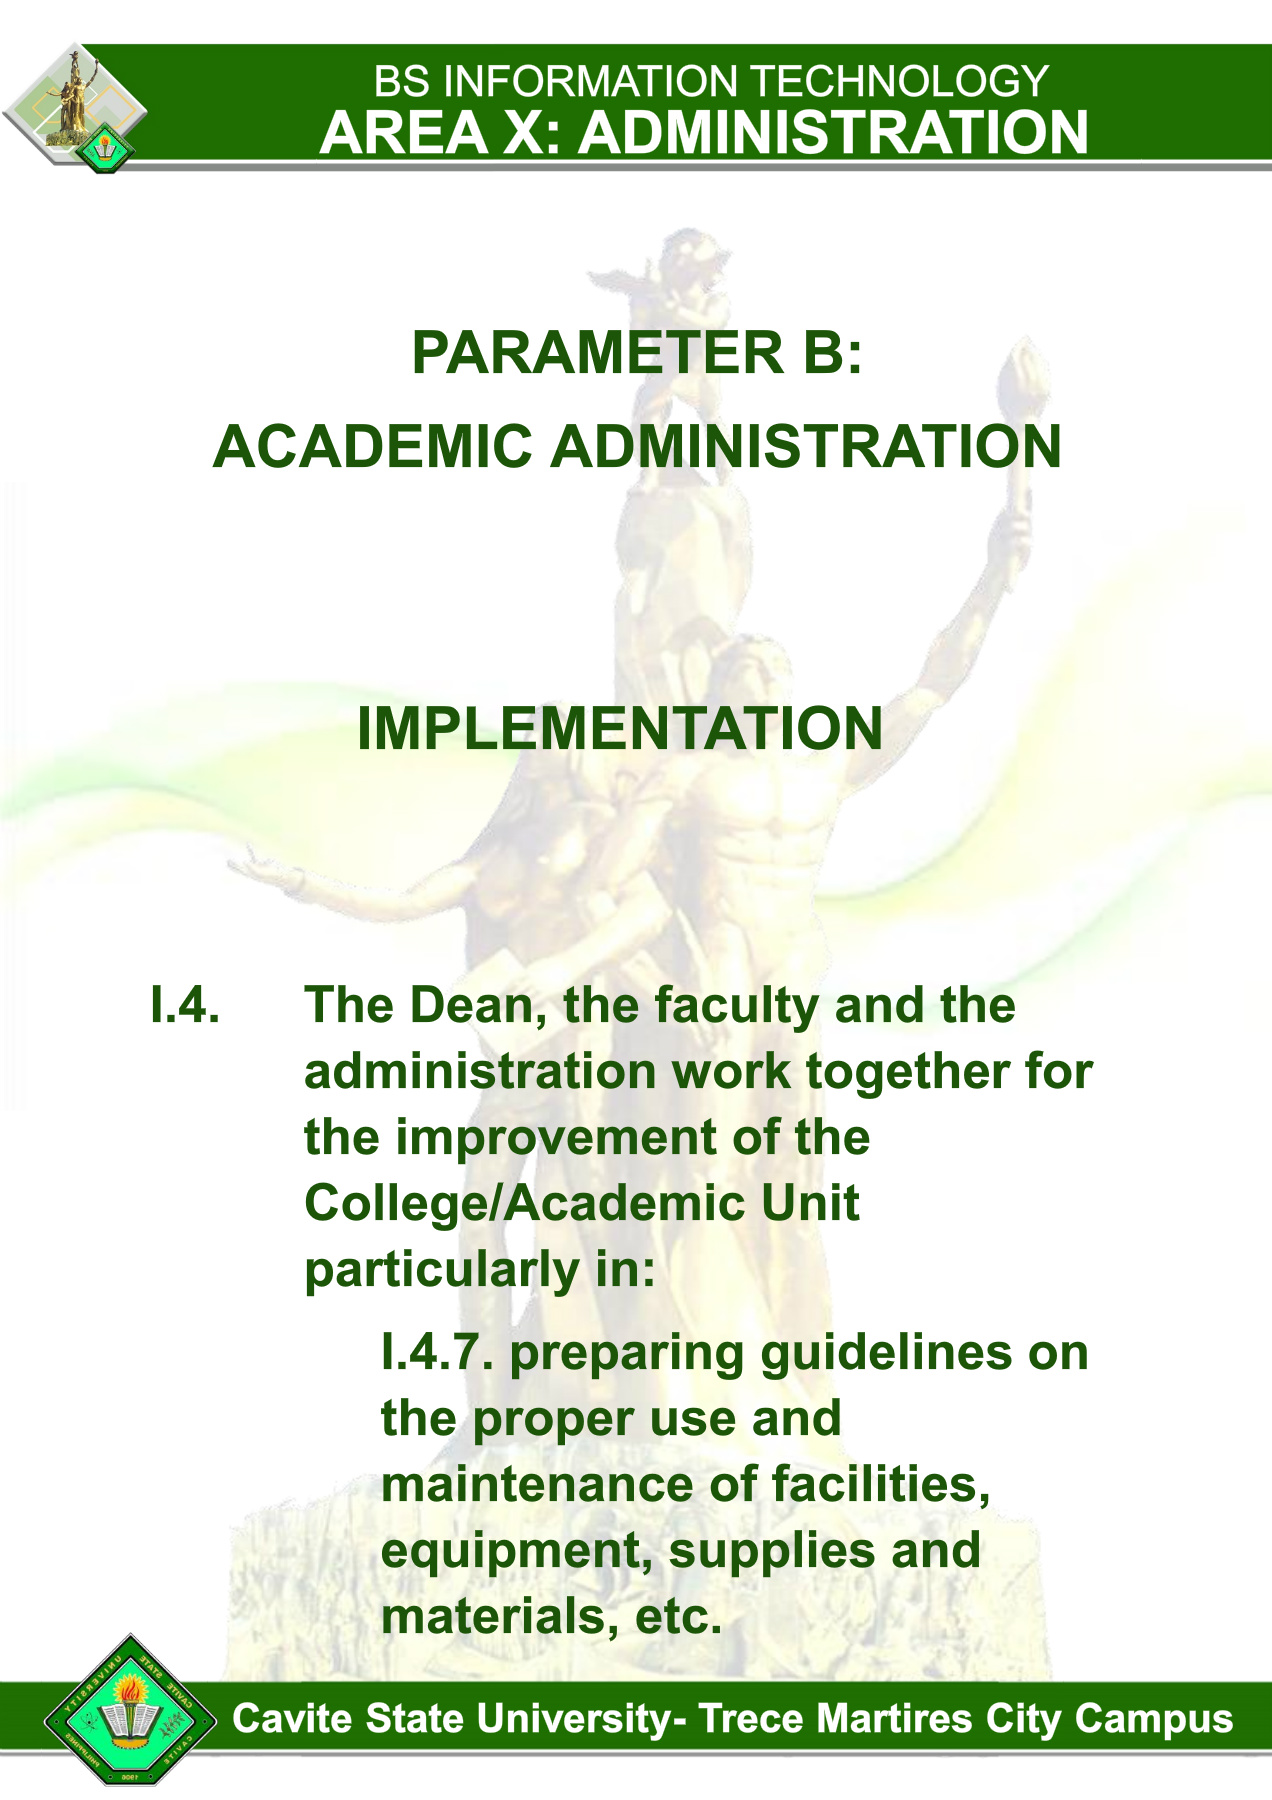 BS INFORMATION TECHNOLOGY
AREA X: ADMINISTRATION
PARAMETER B:
ACADEMIC ADMINISTRATION
IMPLEMENTATION
I.4. The Dean, the faculty and the
administration work together for
the improvement of the
College/Academic Unit
particularly in:
I.4.7. preparing guidelines on
the proper use and
maintenance of facilities,
equipment, supplies and
materials, etc.
CAVITE STATE UNIVERSITY
CAVITE
PHILIPPINES
1906
Cavite State University- Trece Martires City Campus